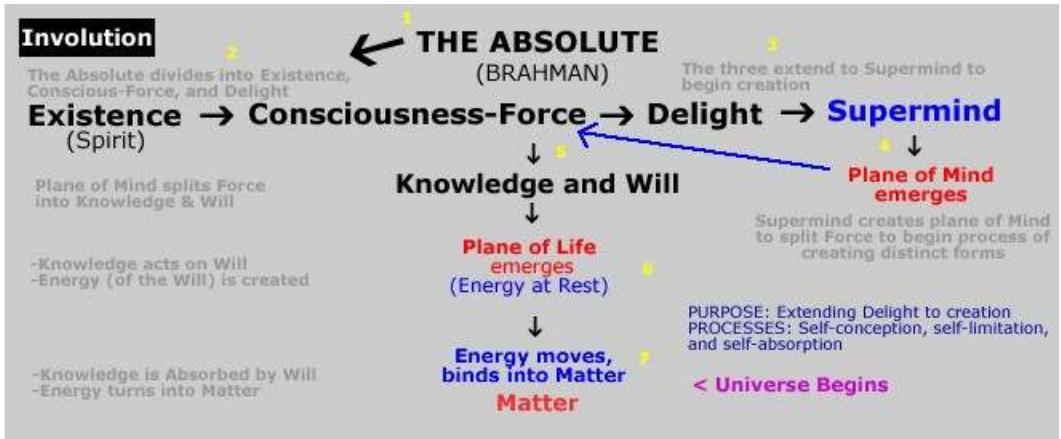 Involution
1
THE ABSOLUTE
(BRAHMAN)
2
The Absolute divides into Existence,
Conscious-Force, and Delight
3
The three extend to Supermind to
begin creation
Existence → Consciousness-Force → Delight → Supermind
(Spirit)
4
↓
Plane of Mind
emerges
Supermind creates plane of Mind
to split Force to begin process of
creating distinct forms
↓ 5
Knowledge and Will
Plane of Mind splits Force
into Knowledge & Will
↓
Plane of Life
emerges
(Energy at Rest)
6
-Knowledge acts on Will
-Energy (of the Will) is created
PURPOSE: Extending Delight to creation
PROCESSES: Self-conception, self-limitation,
and self-absorption
↓
Energy moves,
binds into Matter
7
Matter
-Knowledge is Absorbed by Will
-Energy turns into Matter
< Universe Begins